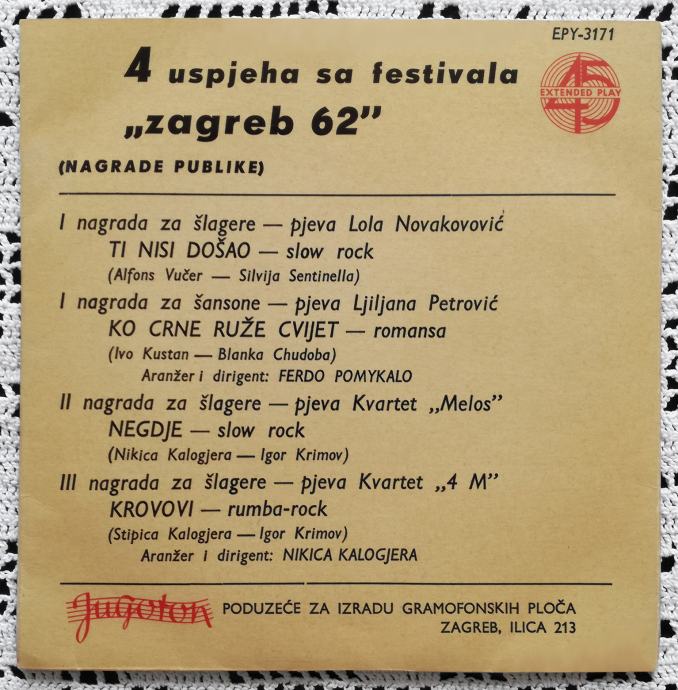 EPY-3171
4 uspjeha sa festivala
„zagreb 62”
45
EXTENDED PLAY
(NAGRADE PUBLIKE)
I nagrada za šlagere — pjeva Lola Novakovović
TI NISI DOŠAO — slow rock
(Alfons Vučer — Silvija Sentinella)
I nagrada za šansone — pjeva Ljiljana Petrović
KO CRNE RUŽE CVIJET — romansa
(Ivo Kustan — Blanka Chudoba)
Aranžer i dirigent: FERDO POMYKALO
II nagrada za šlagere — pjeva Kvartet „Melos”
NEGDJE — slow rock
(Nikica Kalogjera — Igor Krimov)
III nagrada za šlagere — pjeva Kvartet „4 M”
KROVOVI — rumba-rock
(Stipica Kalogjera — Igor Krimov)
Aranžer i dirigent: NIKICA KALOGJERA
Jugoton PODUZEĆE ZA IZRADU GRAMOFONSKIH PLOČA
ZAGREB, ILICA 213